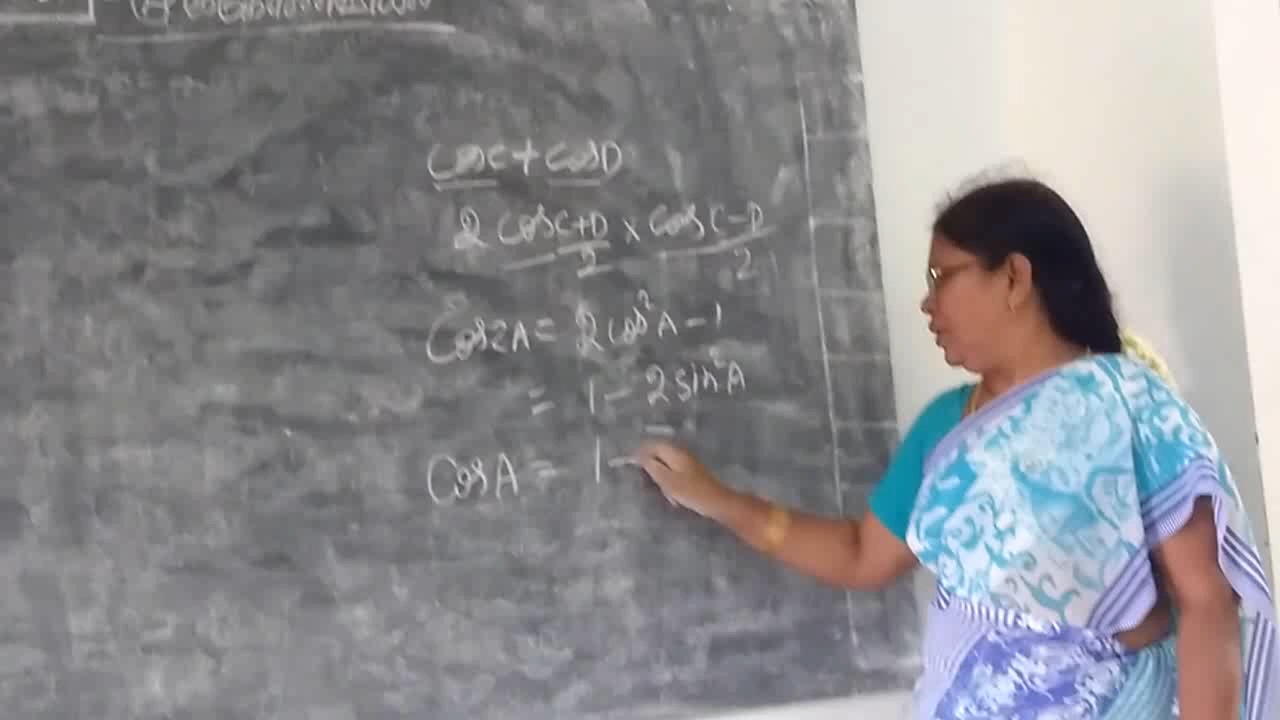 cosC + cosD
2 cos C+D/2 × cos C-D/2
Cos2A = 2cos²A - 1
= 1 - 2sin²A
CosA = 1 -